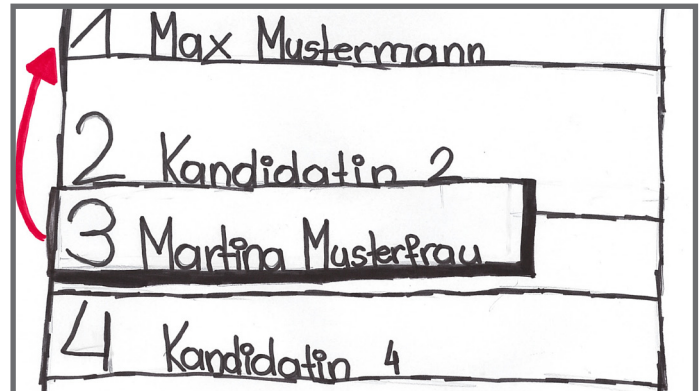 1 Max Mustermann
2 Kandidatin 2
3 Martina Musterfrau
4 Kandidatin 4